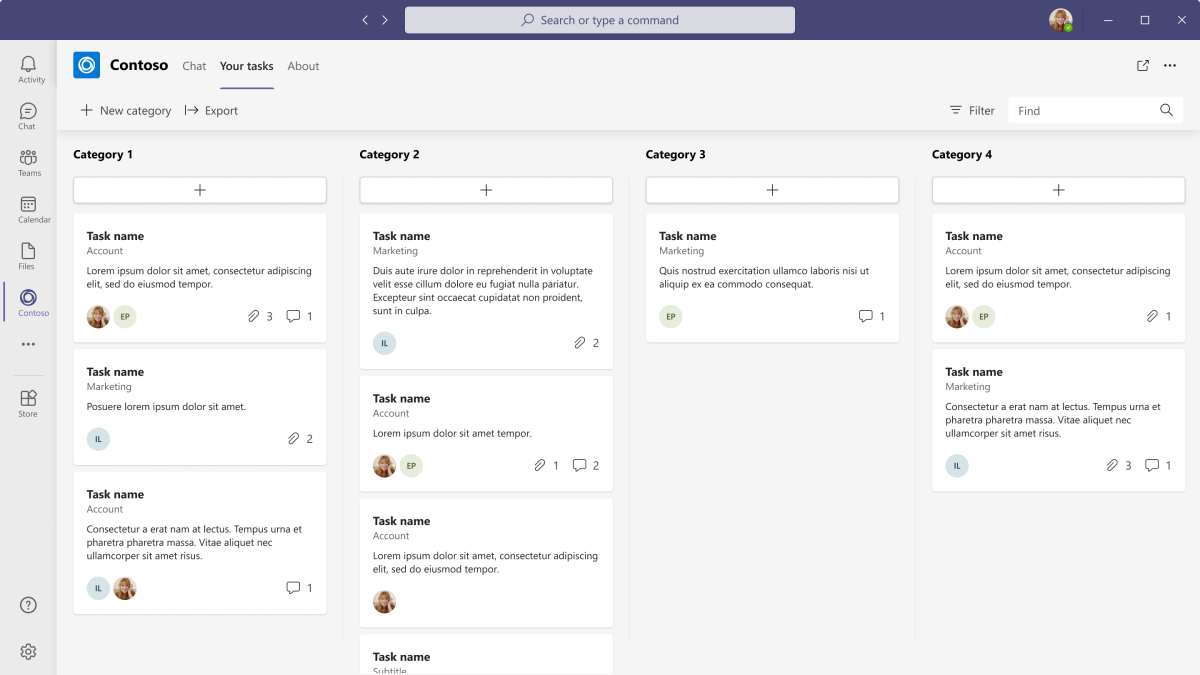 Search or type a command
Activity
Chat
Teams
Calendar
Files
Contoso
Store
Contoso Chat Your tasks About
New category Export
Filter Find
Category 1
Task name
Account
Lorem ipsum dolor sit amet, consectetur adipiscing
elit, sed do eiusmod tempor.
EP 3 1
Task name
Marketing
Posuere lorem ipsum dolor sit amet.
IL 2
Task name
Account
Consectetur a erat nam at lectus. Tempus urna et
pharetra pharetra massa. Vitae aliquet nec
ullamcorper sit amet risus.
IL 1
Category 2
Task name
Marketing
Duis aute irure dolor in reprehenderit in voluptate
velit esse cillum dolore eu fugiat nulla pariatur.
Excepteur sint occaecat cupidatat non proident,
sunt in culpa.
IL 2
Task name
Account
Lorem ipsum dolor sit amet tempor.
EP 1 2
Task name
Account
Lorem ipsum dolor sit amet, consectetur adipiscing
elit, sed do eiusmod tempor.
Task name
Subtitle
Category 3
Task name
Marketing
Quis nostrud exercitation ullamco laboris nisi ut
aliquip ex ea commodo consequat.
EP 1
Category 4
Task name
Account
Lorem ipsum dolor sit amet, consectetur adipiscing
elit, sed do eiusmod tempor.
EP 1
Task name
Marketing
Consectetur a erat nam at lectus. Tempus urna et
pharetra pharetra massa. Vitae aliquet nec
ullamcorper sit amet risus.
IL 3 1